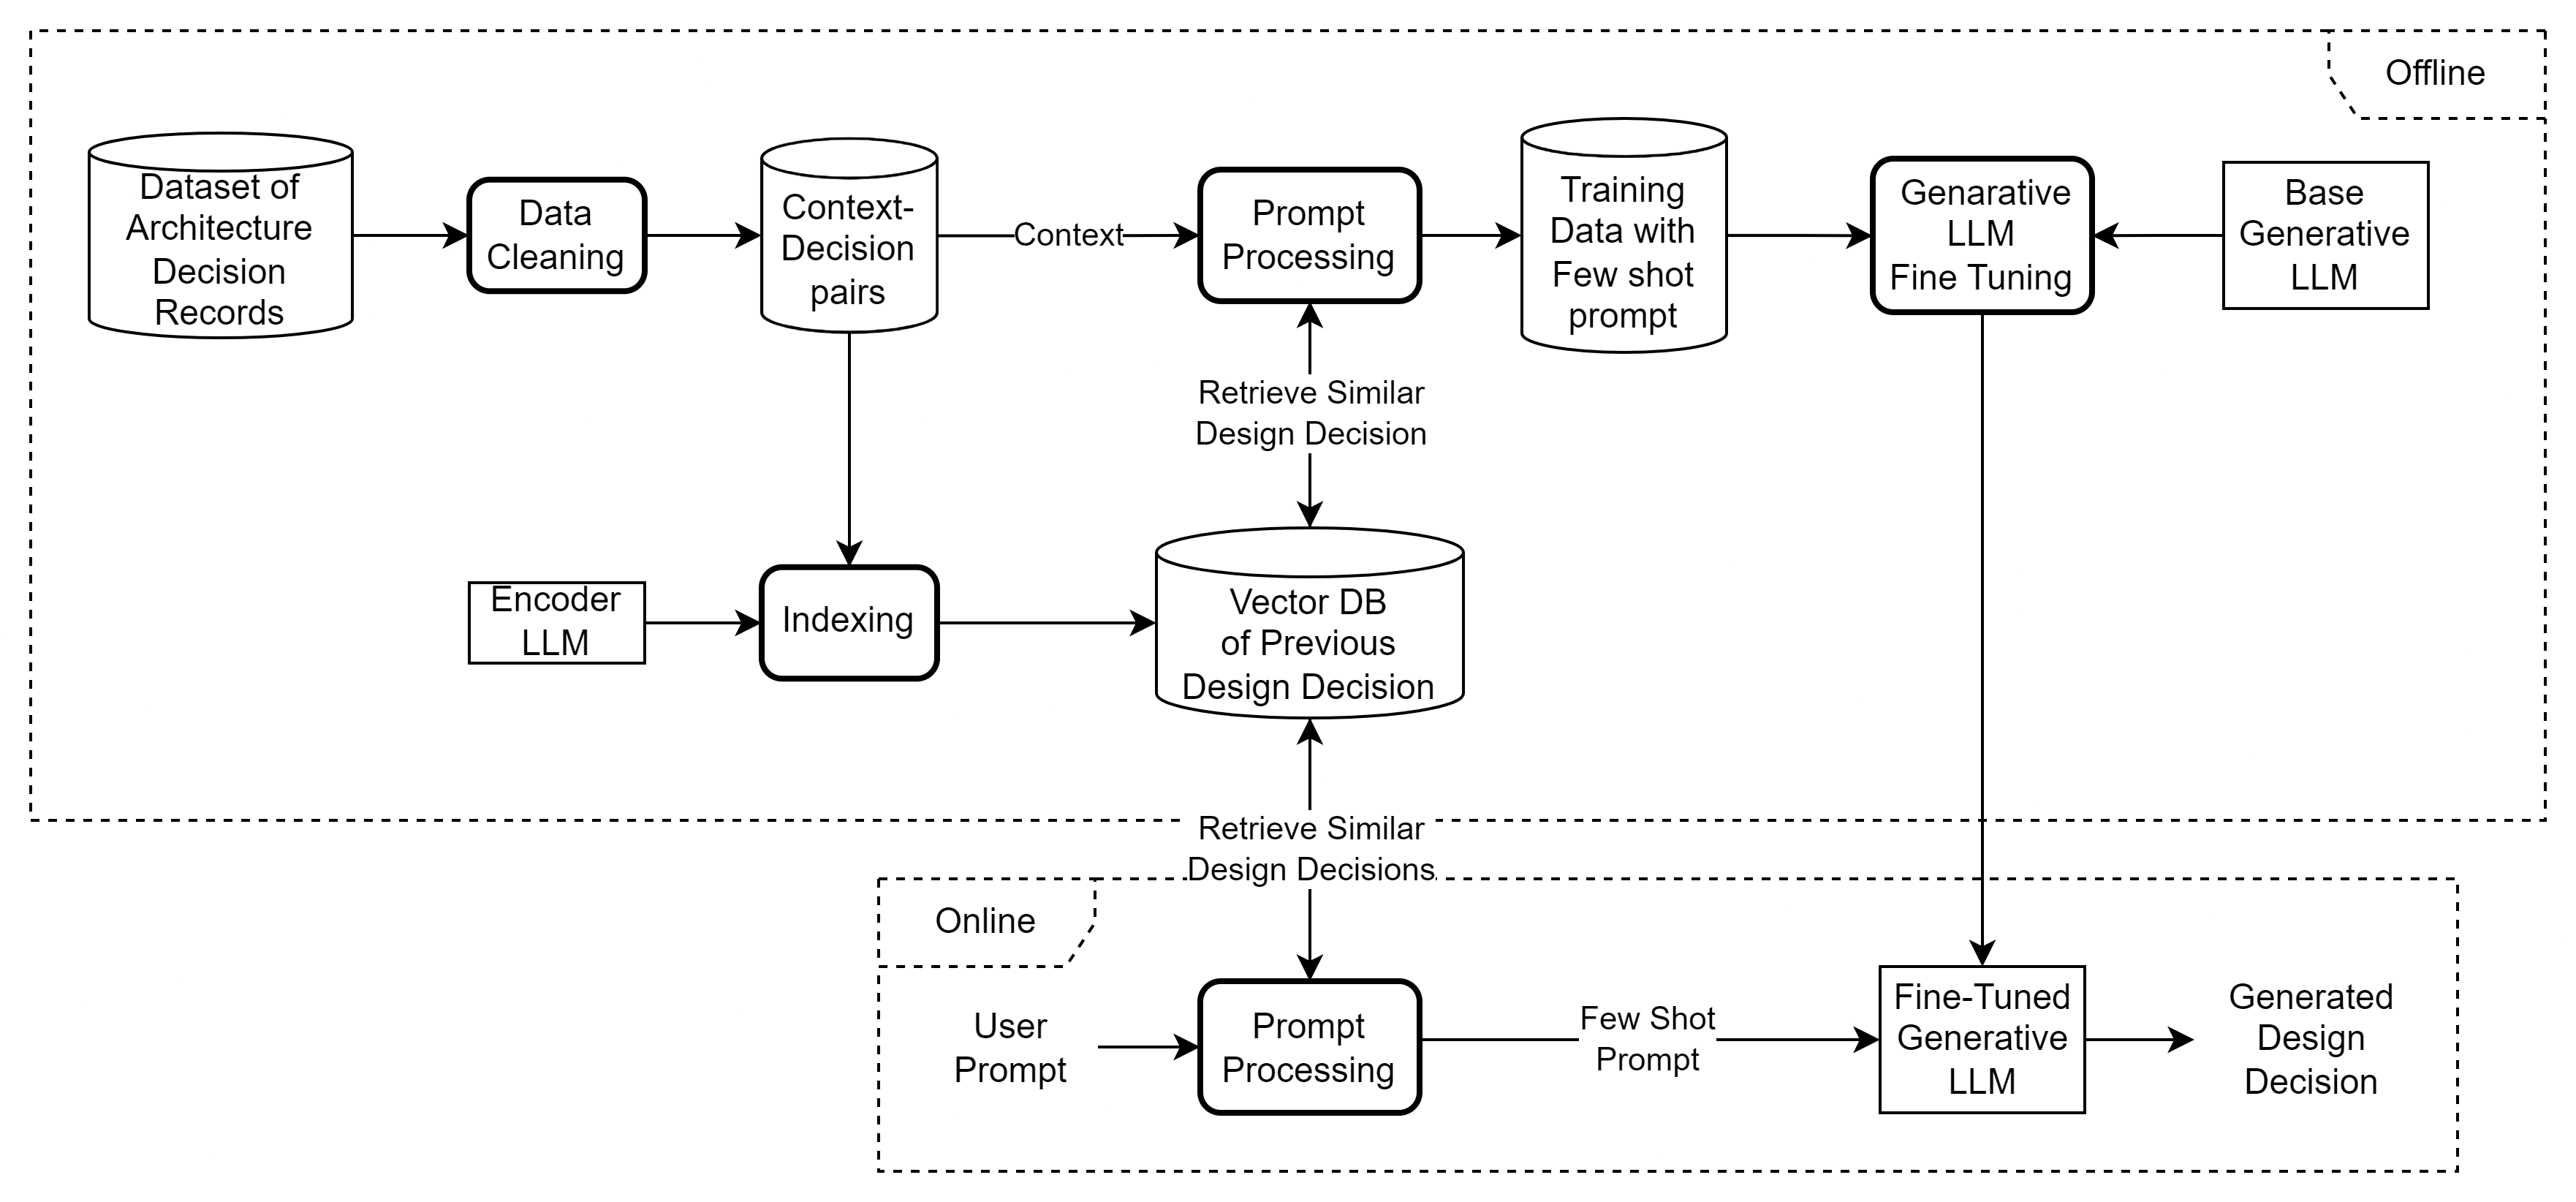 Offline
Dataset of
Architecture
Decision
Records
Data
Cleaning
Context-
Decision
pairs
Context
Prompt
Processing
Training
Data with
Few shot
prompt
Genarative
LLM
Fine Tuning
Base
Generative
LLM
Retrieve Similar
Design Decision
Encoder
LLM
Indexing
Vector DB
of Previous
Design Decision
Retrieve Similar
Design Decisions
Online
User
Prompt
Prompt
Processing
Few Shot
Prompt
Fine-Tuned
Generative
LLM
Generated
Design
Decision